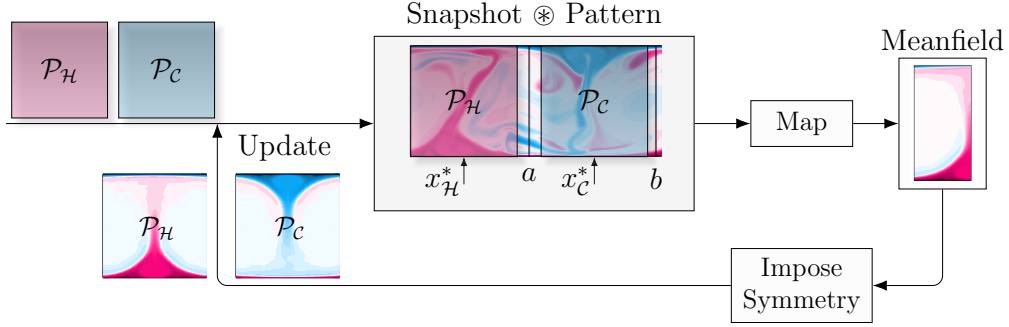 Snapshot ⊛ Pattern
Meanfield
𝒫_ℋ
𝒫_𝒞
𝒫_ℋ
𝒫_𝒞
Map
Update
x*_ℋ
a
x*_𝒞
b
𝒫_ℋ
𝒫_𝒞
Impose
Symmetry